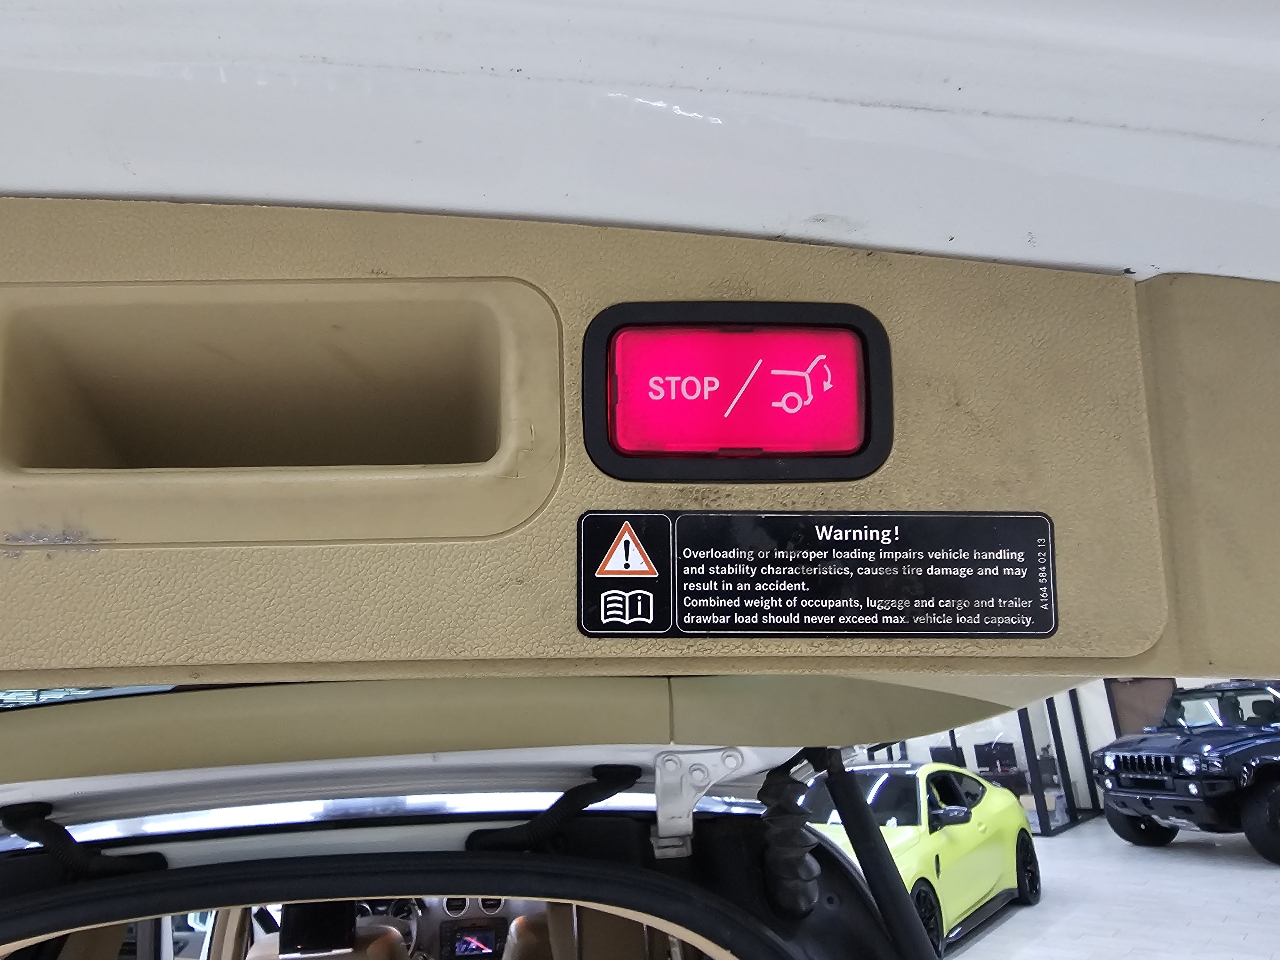 STOP
Warning!
Overloading or improper loading impairs vehicle handling
and stability characteristics, causes tire damage and may
result in an accident.
Combined weight of occupants, luggage and cargo and trailer
drawbar load should never exceed max. vehicle load capacity.
A 164 584 02 13